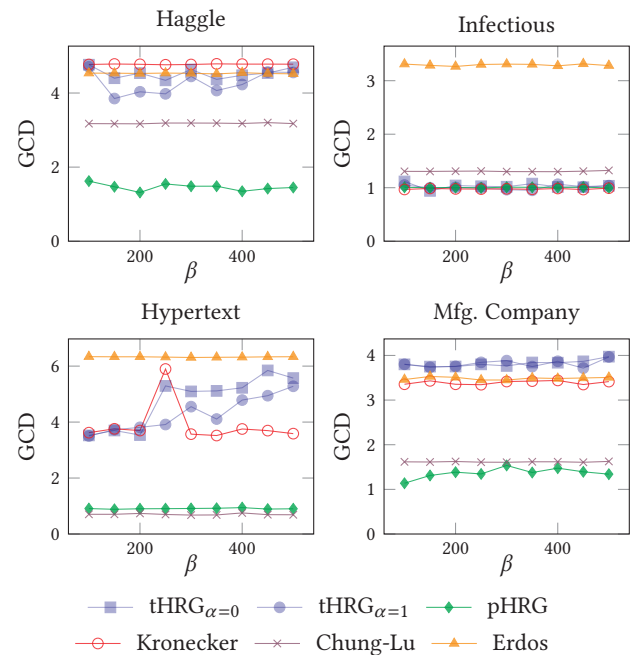 Haggle
Infectious
GCD
4
2
0
200
400
β
GCD
3
2
1
0
200
400
β
Hypertext
Mfg. Company
GCD
6
4
2
0
200
400
β
GCD
4
3
2
1
0
200
400
β
tHRGα=0 tHRGα=1 pHRG
Kronecker Chung-Lu Erdos